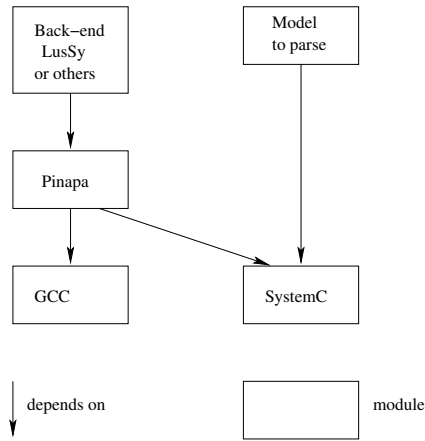 Back–end
LusSy
or others
Model
to parse
Pinapa
GCC
SystemC
depends on
module